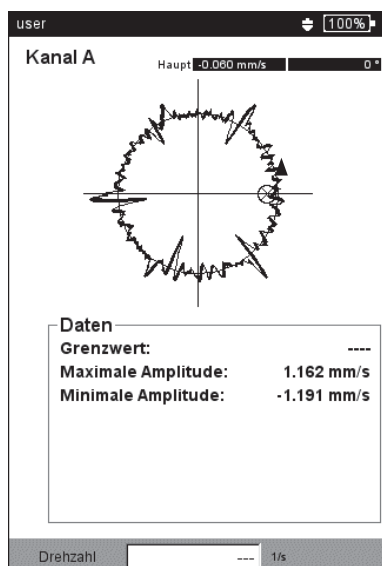 user 100%
Kanal A
Haupt -0.060 mm/s 0 °
Daten
Grenzwert: ----
Maximale Amplitude: 1.162 mm/s
Minimale Amplitude: -1.191 mm/s
Drehzahl --- 1/s